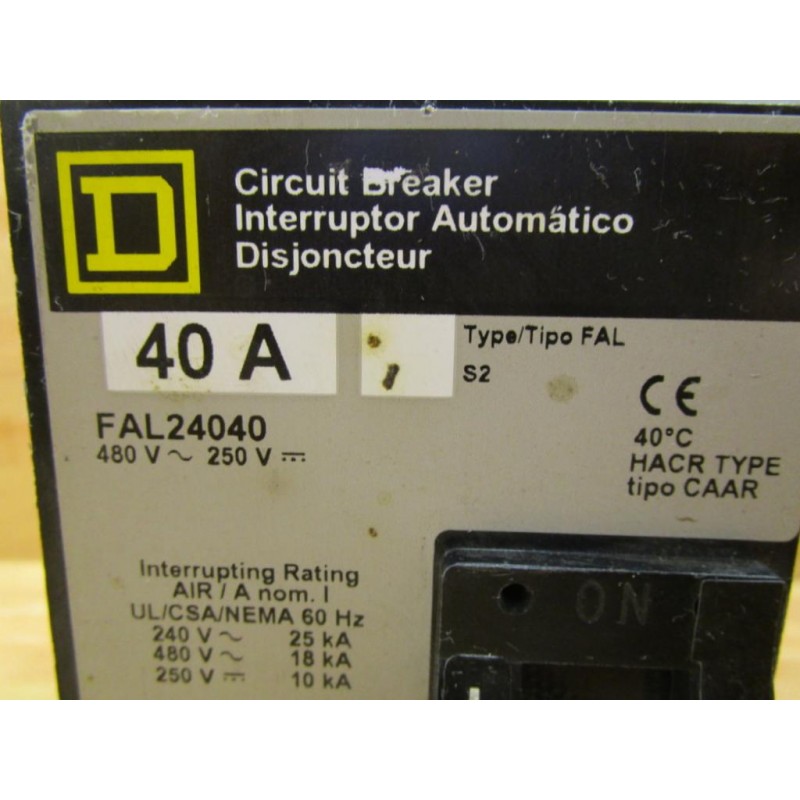 D
Circuit Breaker
Interruptor Automático
Disjoncteur
40 A
Type/Tipo FAL
S2
CE
FAL24040
480 V ~ 250 V ⎓
40°C
HACR TYPE
tipo CAAR
Interrupting Rating
AIR / A nom. I
UL/CSA/NEMA 60 Hz
240 V ~ 25 kA
480 V ~ 18 kA
250 V ⎓ 10 kA
ON